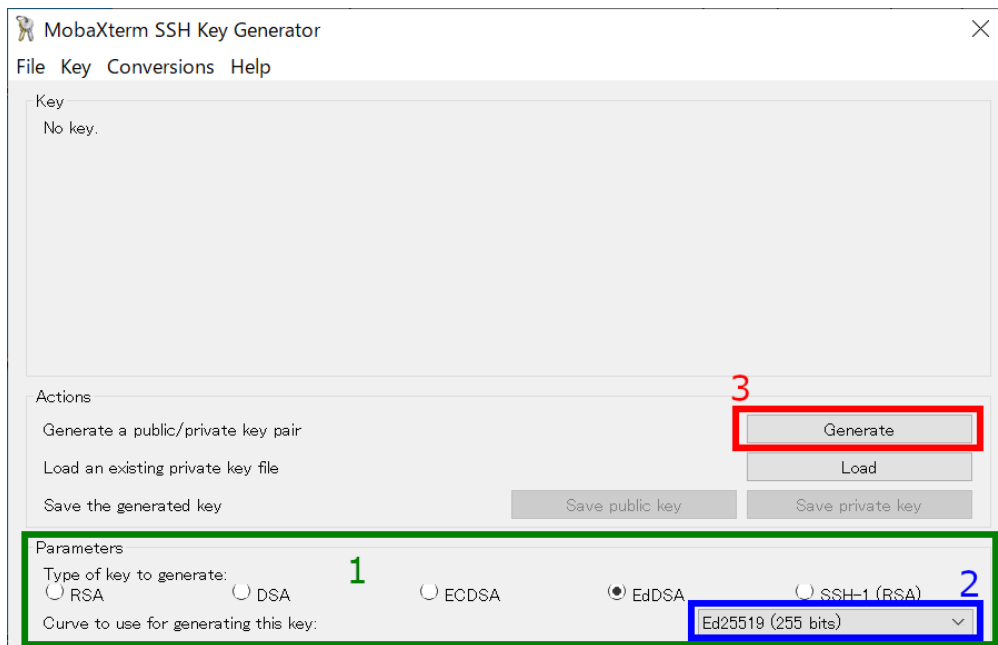 MobaXterm SSH Key Generator
File Key Conversions Help
Key
No key.
Actions
3
Generate a public/private key pair Generate
Load an existing private key file Load
Save the generated key Save public key Save private key
Parameters
Type of key to generate: 1
RSA DSA ECDSA EdDSA SSH-1 (RSA) 2
Curve to use for generating this key: Ed25519 (255 bits)